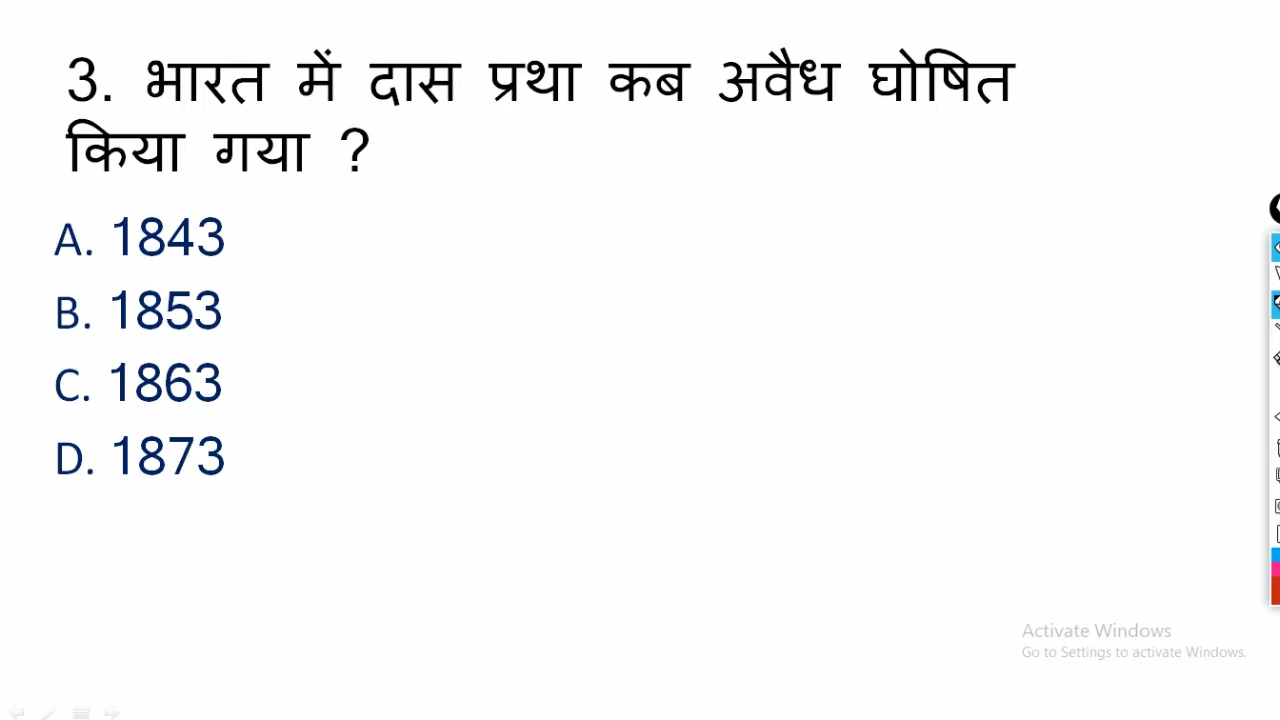 3. भारत में दास प्रथा कब अवैध घोषित
किया गया ?
A. 1843
B. 1853
C. 1863
D. 1873
Activate Windows
Go to Settings to activate Windows.